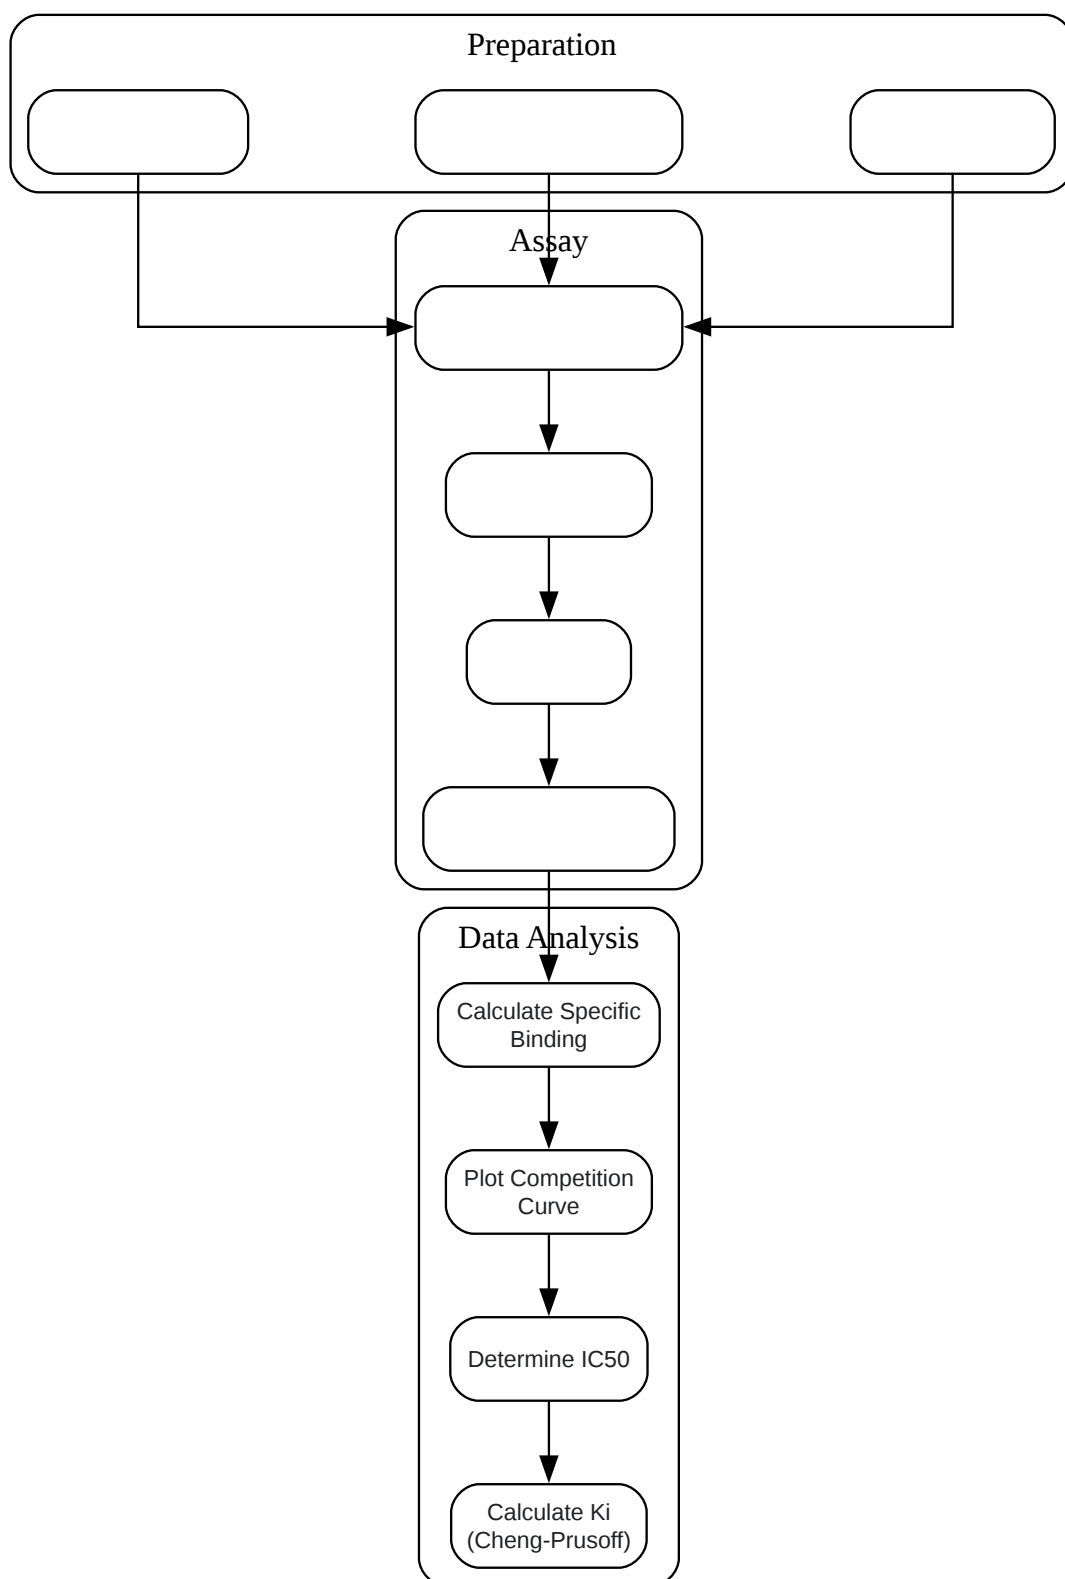 Preparation
Assay
Data Analysis
Calculate Specific
Binding
Plot Competition
Curve
Determine IC50
Calculate Ki
(Cheng-Prusoff)